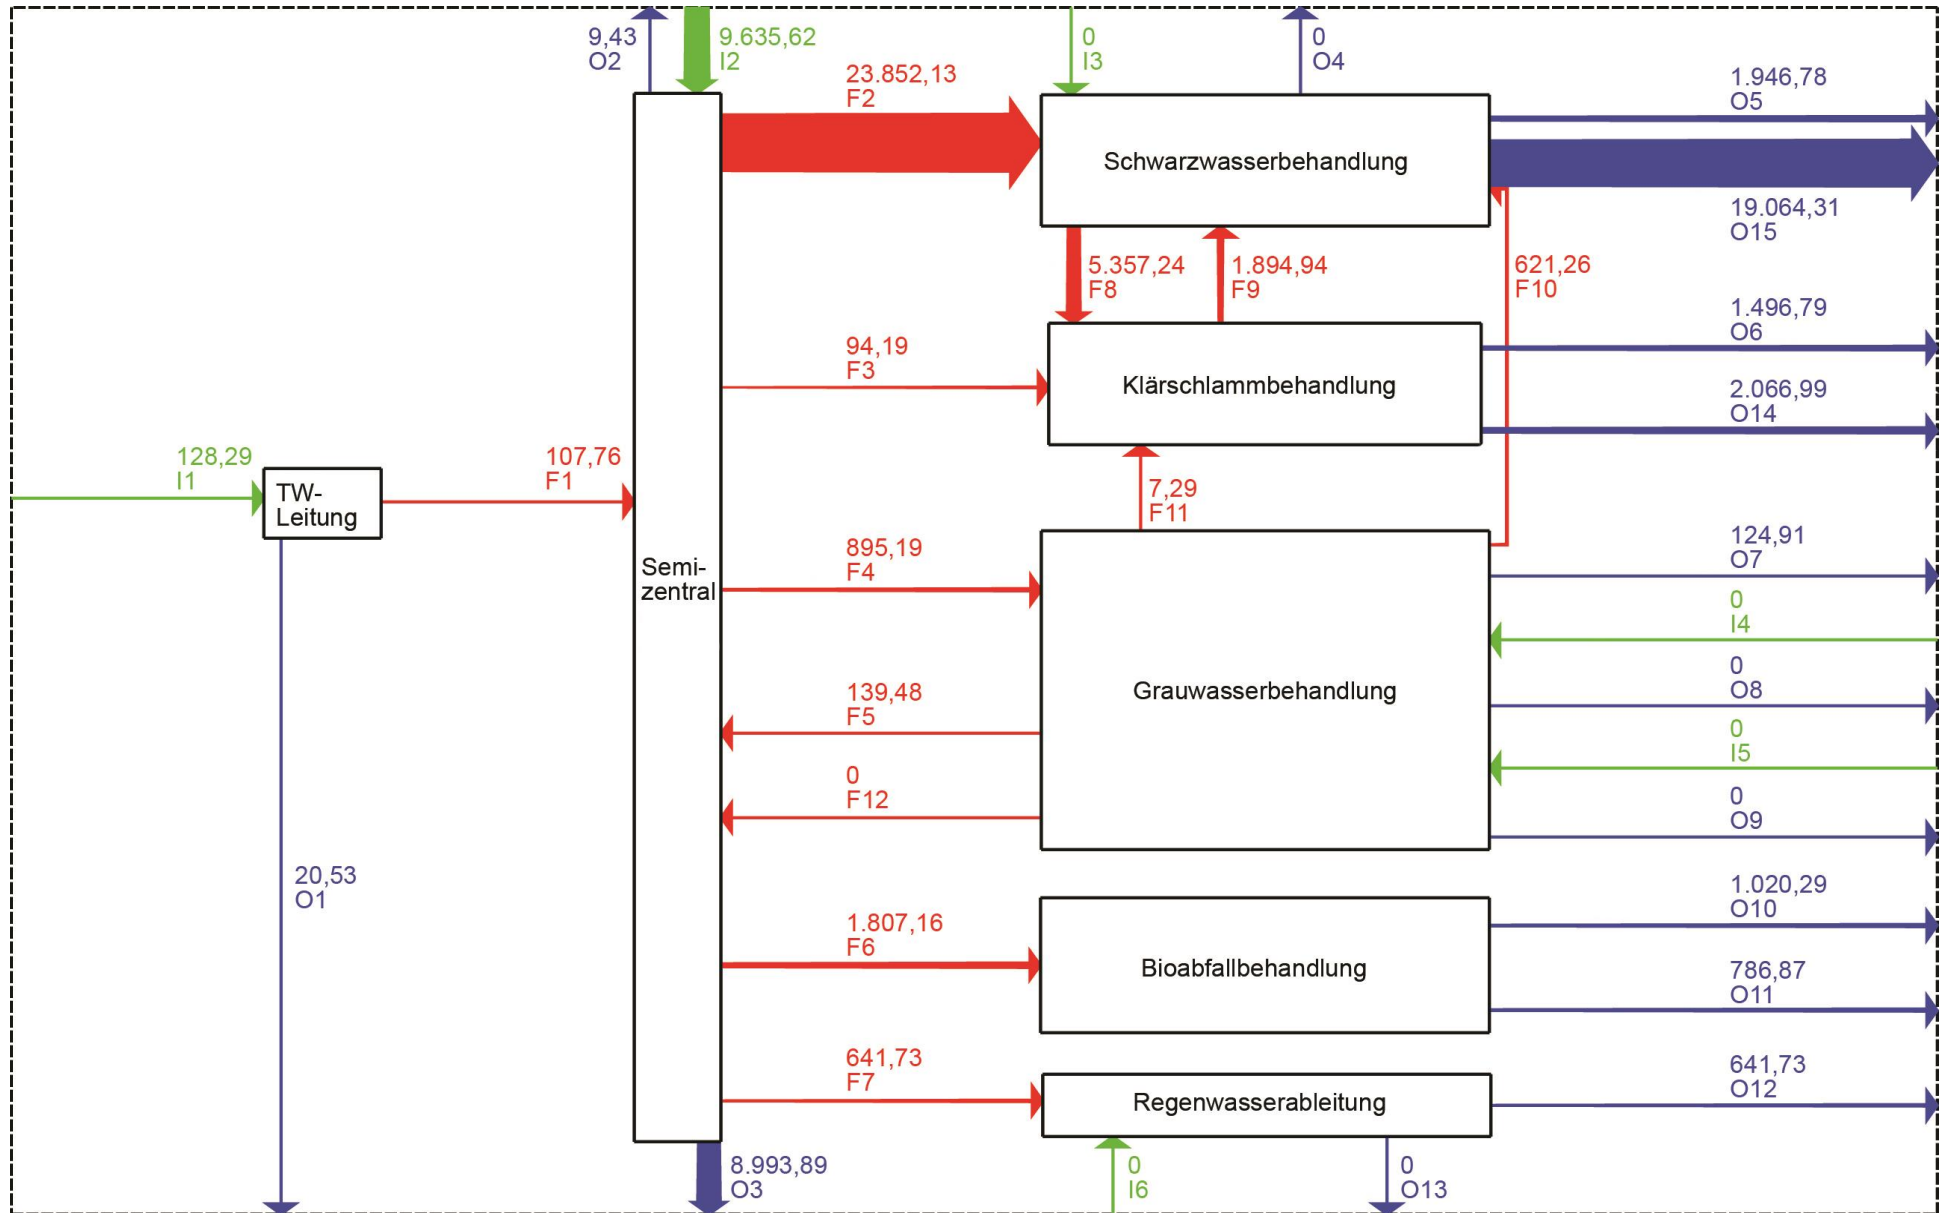 9,43
O2
9.635,62
I2
0
I3
0
O4
23.852,13
F2
1.946,78
O5
Schwarzwasserbehandlung
19.064,31
O15
5.357,24
F8
1.894,94
F9
621,26
F10
1.496,79
O6
94,19
F3
Klärschlammbehandlung
2.066,99
O14
128,29
I1
TW-
Leitung
107,76
F1
7,29
F11
895,19
F4
124,91
O7
Semi-
zentral
0
I4
139,48
F5
Grauwasserbehandlung
0
O8
0
I5
0
F12
0
O9
20,53
O1
1.807,16
F6
1.020,29
O10
Bioabfallbehandlung
786,87
O11
641,73
F7
641,73
O12
Regenwasserableitung
8.993,89
O3
0
I6
0
O13